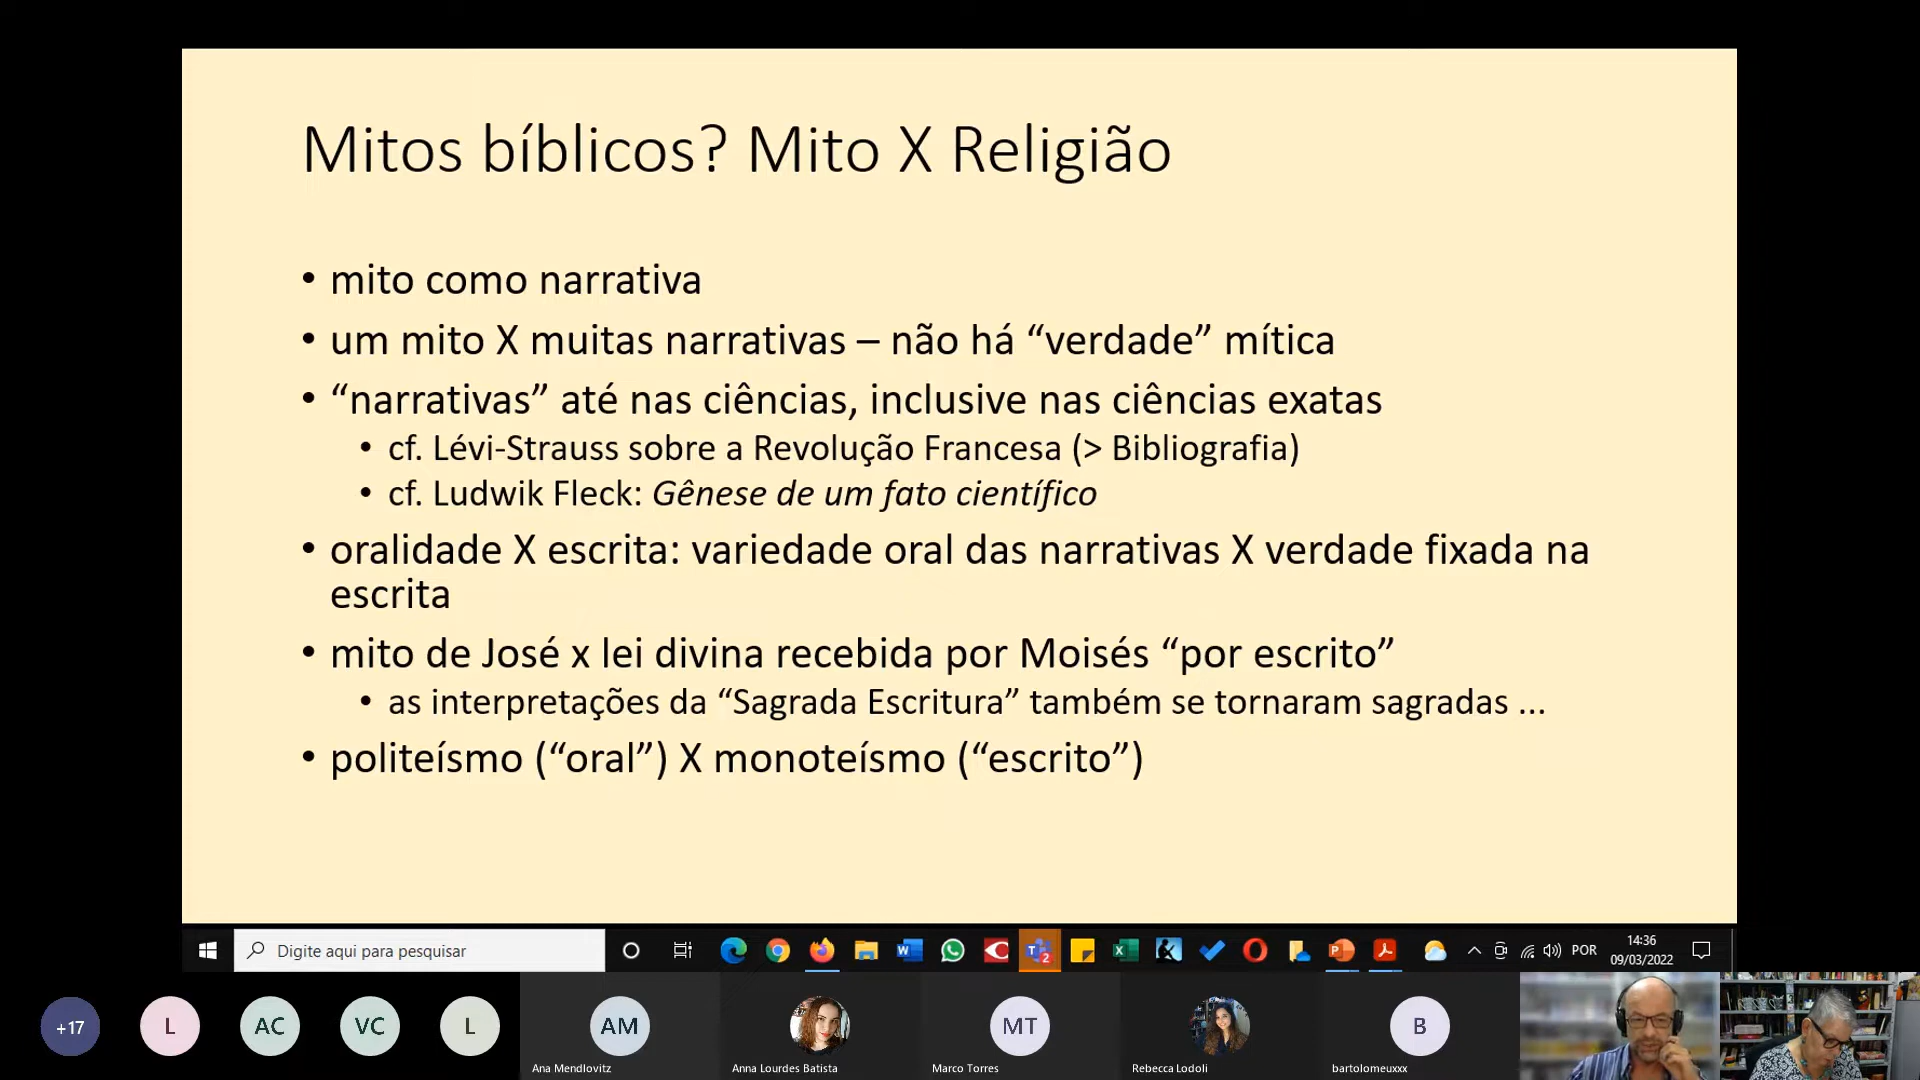 Mitos bíblicos? Mito X Religião
• mito como narrativa
• um mito X muitas narrativas – não há “verdade” mítica
• “narrativas” até nas ciências, inclusive nas ciências exatas
• cf. Lévi-Strauss sobre a Revolução Francesa (> Bibliografia)
• cf. Ludwik Fleck: Gênese de um fato científico
• oralidade X escrita: variedade oral das narrativas X verdade fixada na
escrita
• mito de José x lei divina recebida por Moisés “por escrito”
• as interpretações da “Sagrada Escritura” também se tornaram sagradas ...
• politeísmo (“oral”) X monoteísmo (“escrito”)
Digite aqui para pesquisar
POR
14:36
09/03/2022
+17
L
AC
VC
L
AM
MT
B
Ana Mendlovitz
Anna Lourdes Batista
Marco Torres
Rebecca Lodoli
bartolomeuxxx